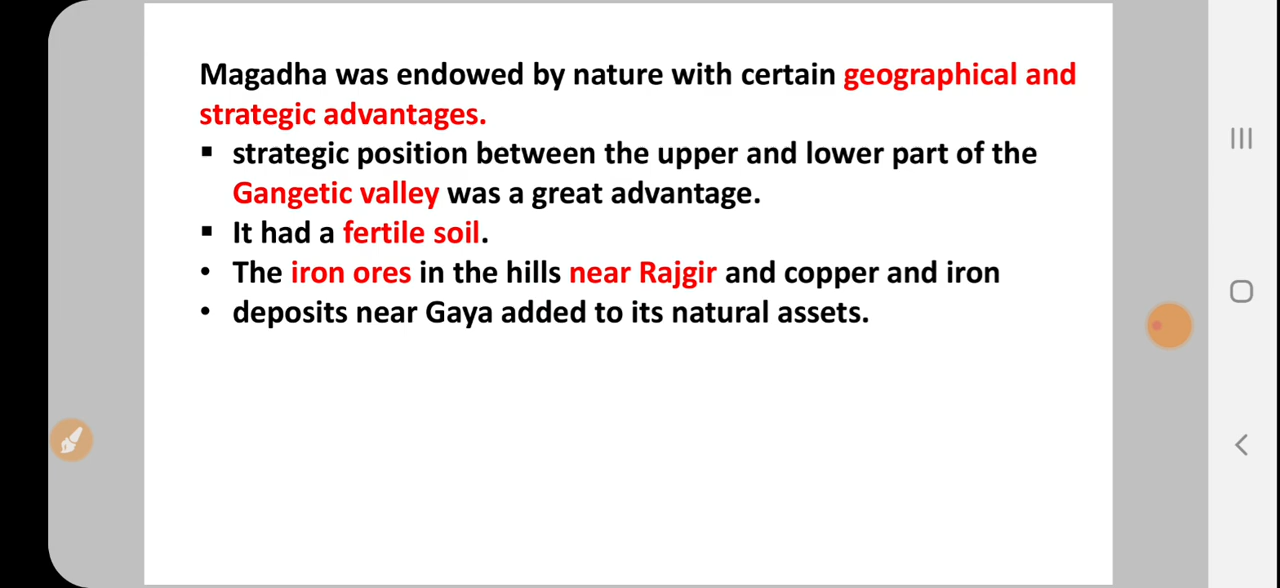 Magadha was endowed by nature with certain geographical and
strategic advantages.
▪ strategic position between the upper and lower part of the
Gangetic valley was a great advantage.
▪ It had a fertile soil.
• The iron ores in the hills near Rajgir and copper and iron
• deposits near Gaya added to its natural assets.